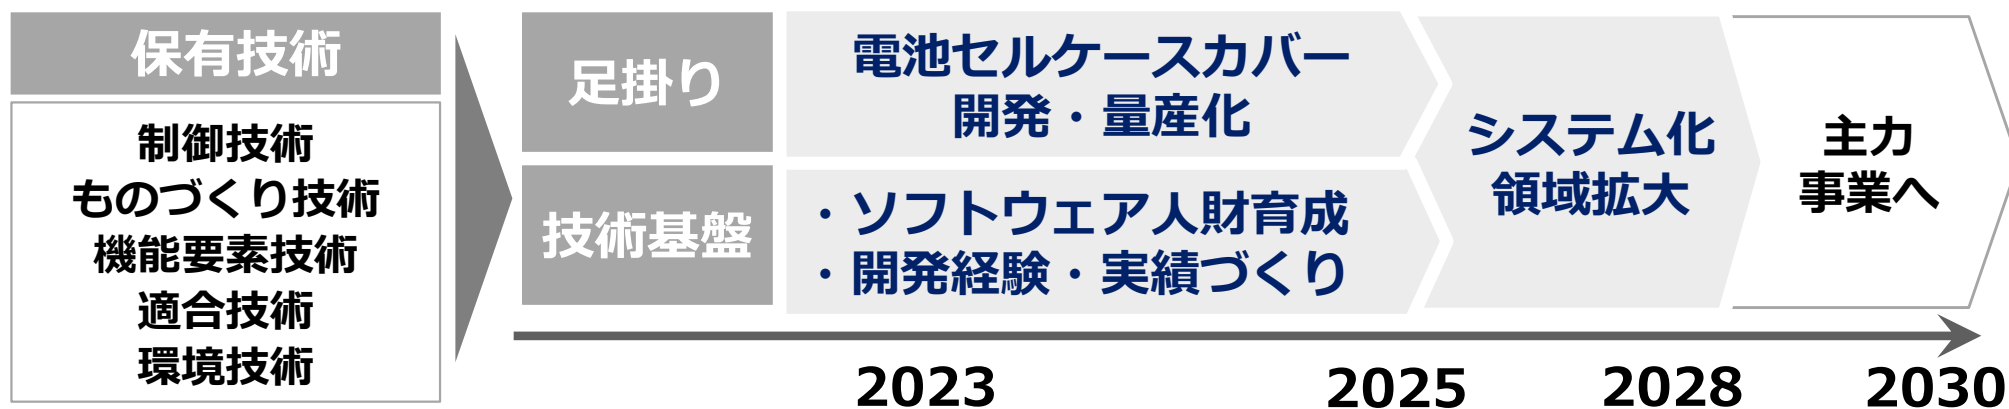 保有技術
制御技術
ものづくり技術
機能要素技術
適合技術
環境技術
足掛り
電池セルケースカバー
開発・量産化
技術基盤
・ソフトウェア人財育成
・開発経験・実績づくり
システム化
領域拡大
主力
事業へ
2023
2025
2028
2030